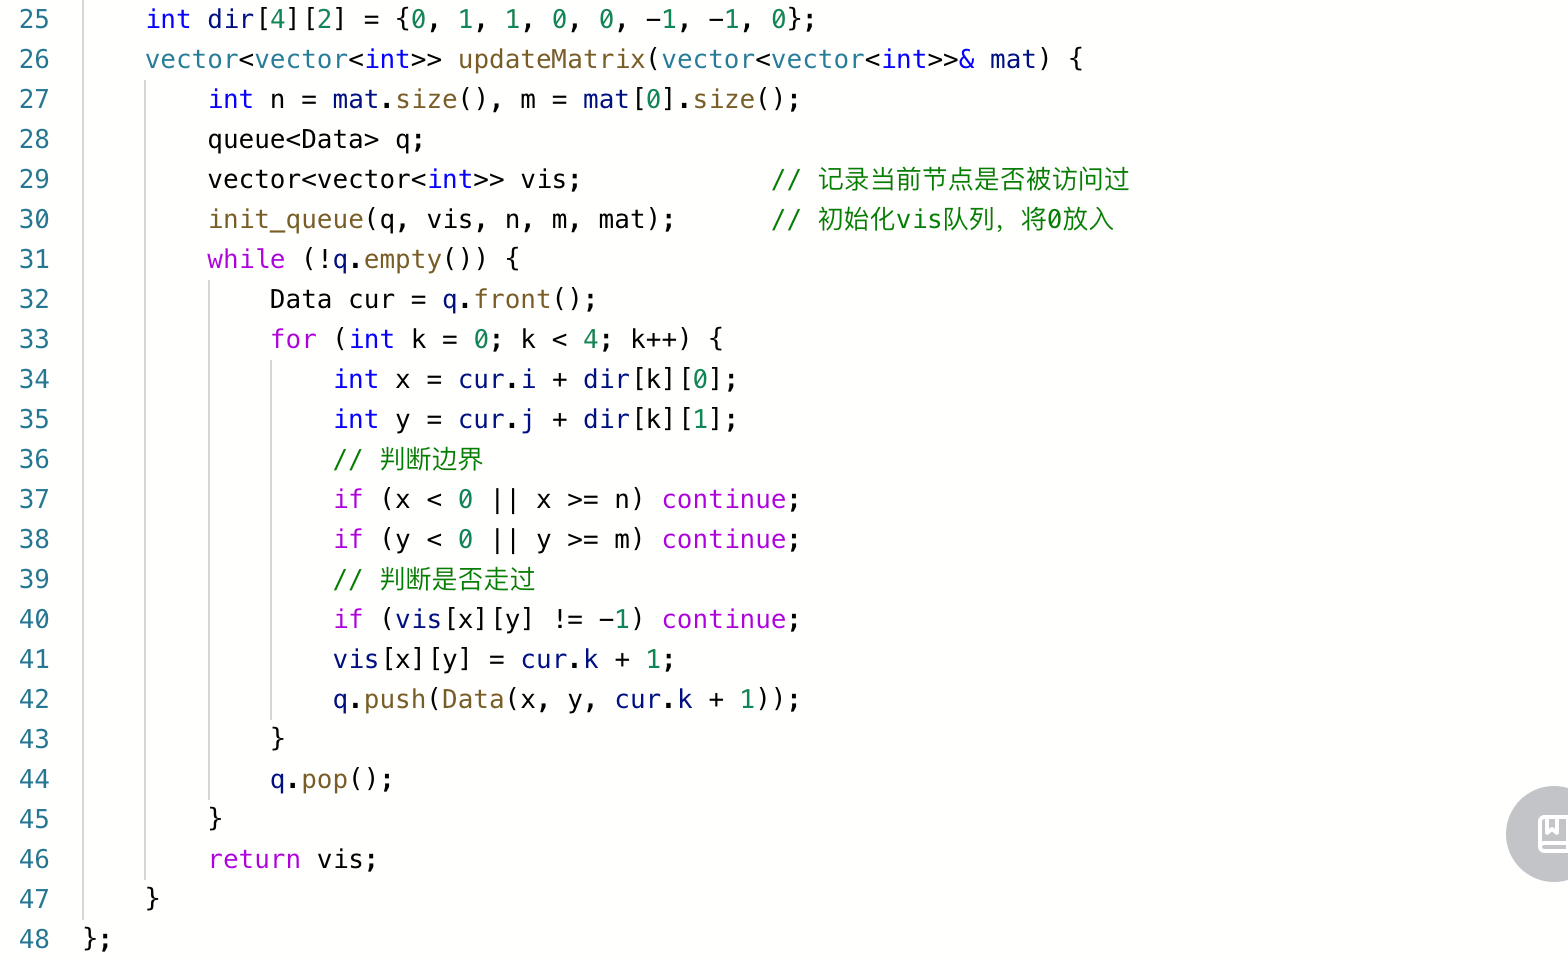 25 int dir[4][2] = {0, 1, 1, 0, 0, -1, -1, 0};
26 vector<vector<int>> updateMatrix(vector<vector<int>>& mat) {
27 int n = mat.size(), m = mat[0].size();
28 queue<Data> q;
29 vector<vector<int>> vis; // 记录当前节点是否被访问过
30 init_queue(q, vis, n, m, mat); // 初始化vis队列，将0放入
31 while (!q.empty()) {
32 Data cur = q.front();
33 for (int k = 0; k < 4; k++) {
34 int x = cur.i + dir[k][0];
35 int y = cur.j + dir[k][1];
36 // 判断边界
37 if (x < 0 || x >= n) continue;
38 if (y < 0 || y >= m) continue;
39 // 判断是否走过
40 if (vis[x][y] != -1) continue;
41 vis[x][y] = cur.k + 1;
42 q.push(Data(x, y, cur.k + 1));
43 }
44 q.pop();
45 }
46 return vis;
47 }
48 };